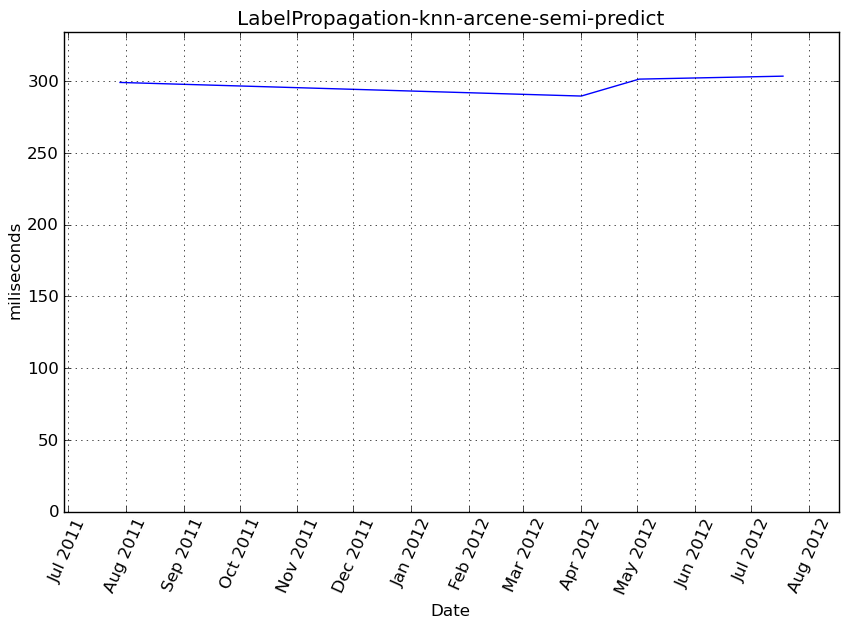 LabelPropagation-knn-arcene-semi-predict
miliseconds
300
250
200
150
100
50
0
Jul 2011
Aug 2011
Sep 2011
Oct 2011
Nov 2011
Dec 2011
Jan 2012
Feb 2012
Mar 2012
Apr 2012
May 2012
Jun 2012
Jul 2012
Aug 2012
Date